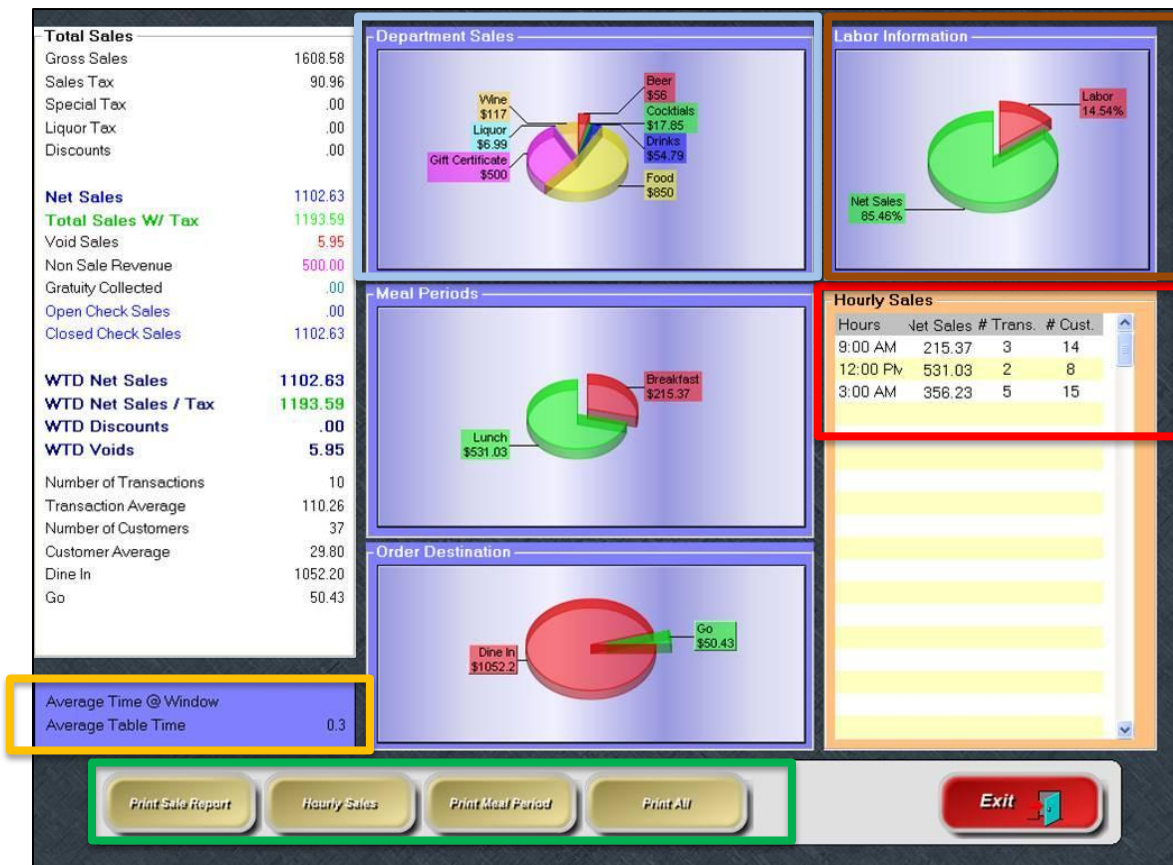 Total Sales
Gross Sales 1608.58
Sales Tax 90.96
Special Tax .00
Liquor Tax .00
Discounts .00
Net Sales 1102.63
Total Sales W/ Tax 1193.59
Void Sales 5.95
Non Sale Revenue 500.00
Gratuity Collected .00
Open Check Sales .00
Closed Check Sales 1102.63
WTD Net Sales 1102.63
WTD Net Sales / Tax 1193.59
WTD Discounts .00
WTD Voids 5.95
Number of Transactions 10
Transaction Average 110.26
Number of Customers 37
Customer Average 29.80
Dine In 1052.20
Go 50.43
Average Time @ Window
Average Table Time 0.3
Department Sales
Beer
$56
Cocktials
$17.85
Drinks
$54.79
Food
$850
Wine
$117
Liquor
$6.99
Gift Certificate
$500
Meal Periods
Breakfast
$215.37
Lunch
$531.03
Order Destination
Go
$50.43
Dine In
$1052.2
Labor Information
Labor
14.54%
Net Sales
85.46%
Hourly Sales
Hours Net Sales # Trans. # Cust.
9:00 AM 215.37 3 14
12:00 PM 531.03 2 8
3:00 AM 356.23 5 15
Print Sale Report
Hourly Sales
Print Meal Period
Print All
Exit